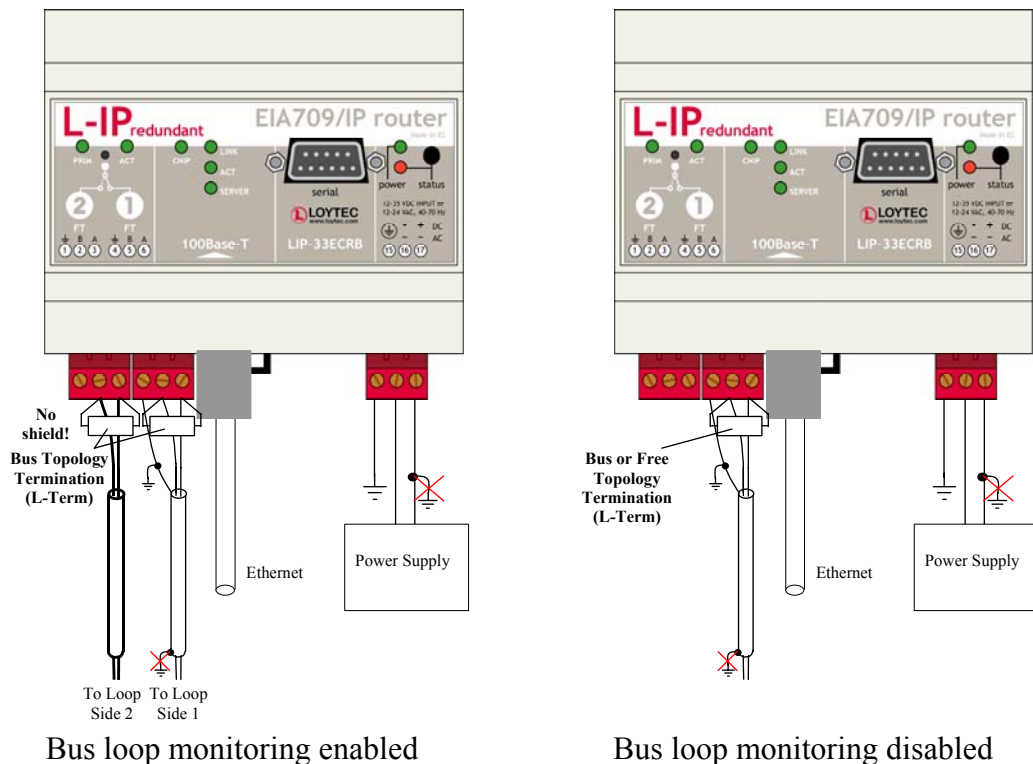 L-IP redundant
EIA709/IP router
Made in EC
PRIM
ACT
CHIP
LINK
ACT
SERVER
serial
power
status
2
1
FT
FT
12-35 VDC INPUT or
12-24 VAC, 40-70 Hz
LOYTEC
www.loytec.com
- + DC
~ ~ AC
B A
B A
1 2 3
4 5 6
100Base-T
LIP-33ECRB
15 16 17
No
shield!
Bus Topology
Termination
(L-Term)
Ethernet
Power Supply
To Loop
Side 2
To Loop
Side 1
Bus loop monitoring enabled
L-IP redundant
EIA709/IP router
Made in EC
PRIM
ACT
CHIP
LINK
ACT
SERVER
serial
power
status
2
1
FT
FT
12-35 VDC INPUT or
12-24 VAC, 40-70 Hz
LOYTEC
www.loytec.com
- + DC
~ ~ AC
B A
B A
1 2 3
4 5 6
100Base-T
LIP-33ECRB
15 16 17
Bus or Free
Topology
Termination
(L-Term)
Ethernet
Power Supply
Bus loop monitoring disabled